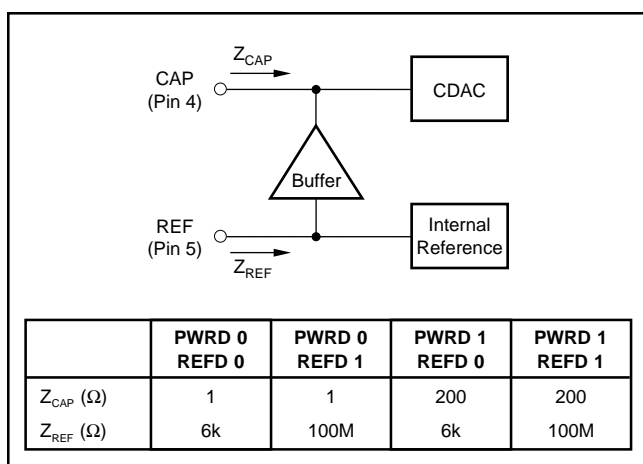 Z_CAP
CAP
(Pin 4)
CDAC
Buffer
REF
(Pin 5)
Z_REF
Internal
Reference
PWRD 0 REFD 0 | PWRD 0 REFD 1 | PWRD 1 REFD 0 | PWRD 1 REFD 1
Z_CAP (Ω) 1 1 200 200
Z_REF (Ω) 6k 100M 6k 100M